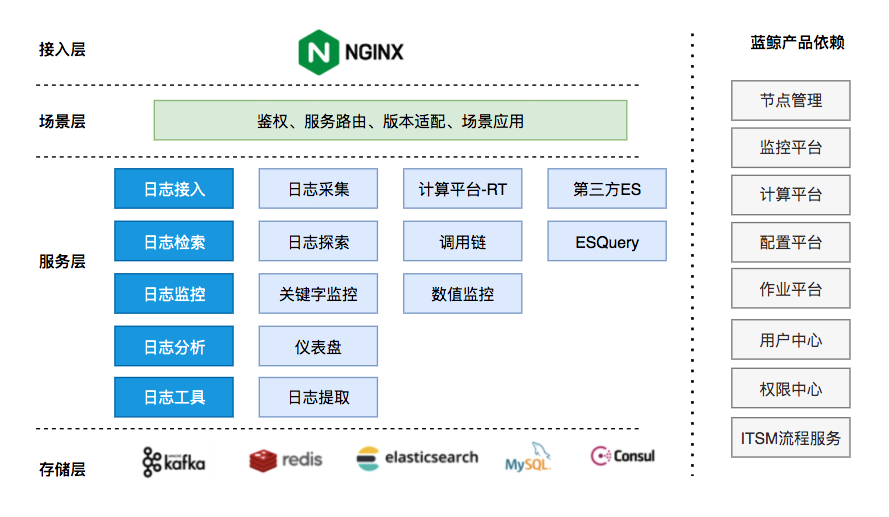 接入层
NGINX
场景层
鉴权、服务路由、版本适配、场景应用
服务层
日志接入
日志采集
计算平台-RT
第三方ES
日志检索
日志探索
调用链
ESQuery
日志监控
关键字监控
数值监控
日志分析
仪表盘
日志工具
日志提取
存储层
kafka
redis
elasticsearch
MySQL
Consul
蓝鲸产品依赖
节点管理
监控平台
计算平台
配置平台
作业平台
用户中心
权限中心
ITSM流程服务